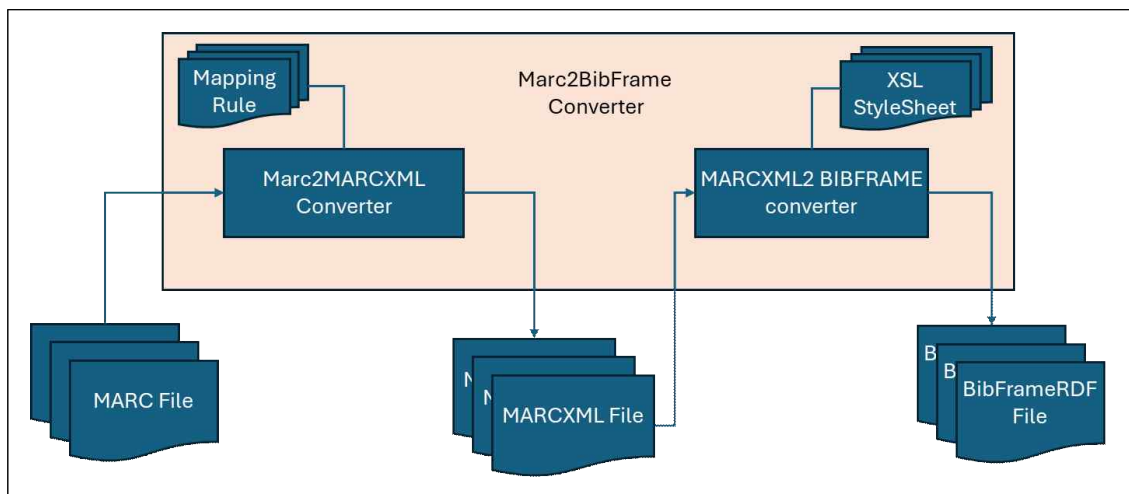 Mapping
Rule
Marc2BibFrame
Converter
XSL
StyleSheet
Marc2MARCXML
Converter
MARCXML2 BIBFRAME
converter
MARC File
MARCXML File
BibFrameRDF
File